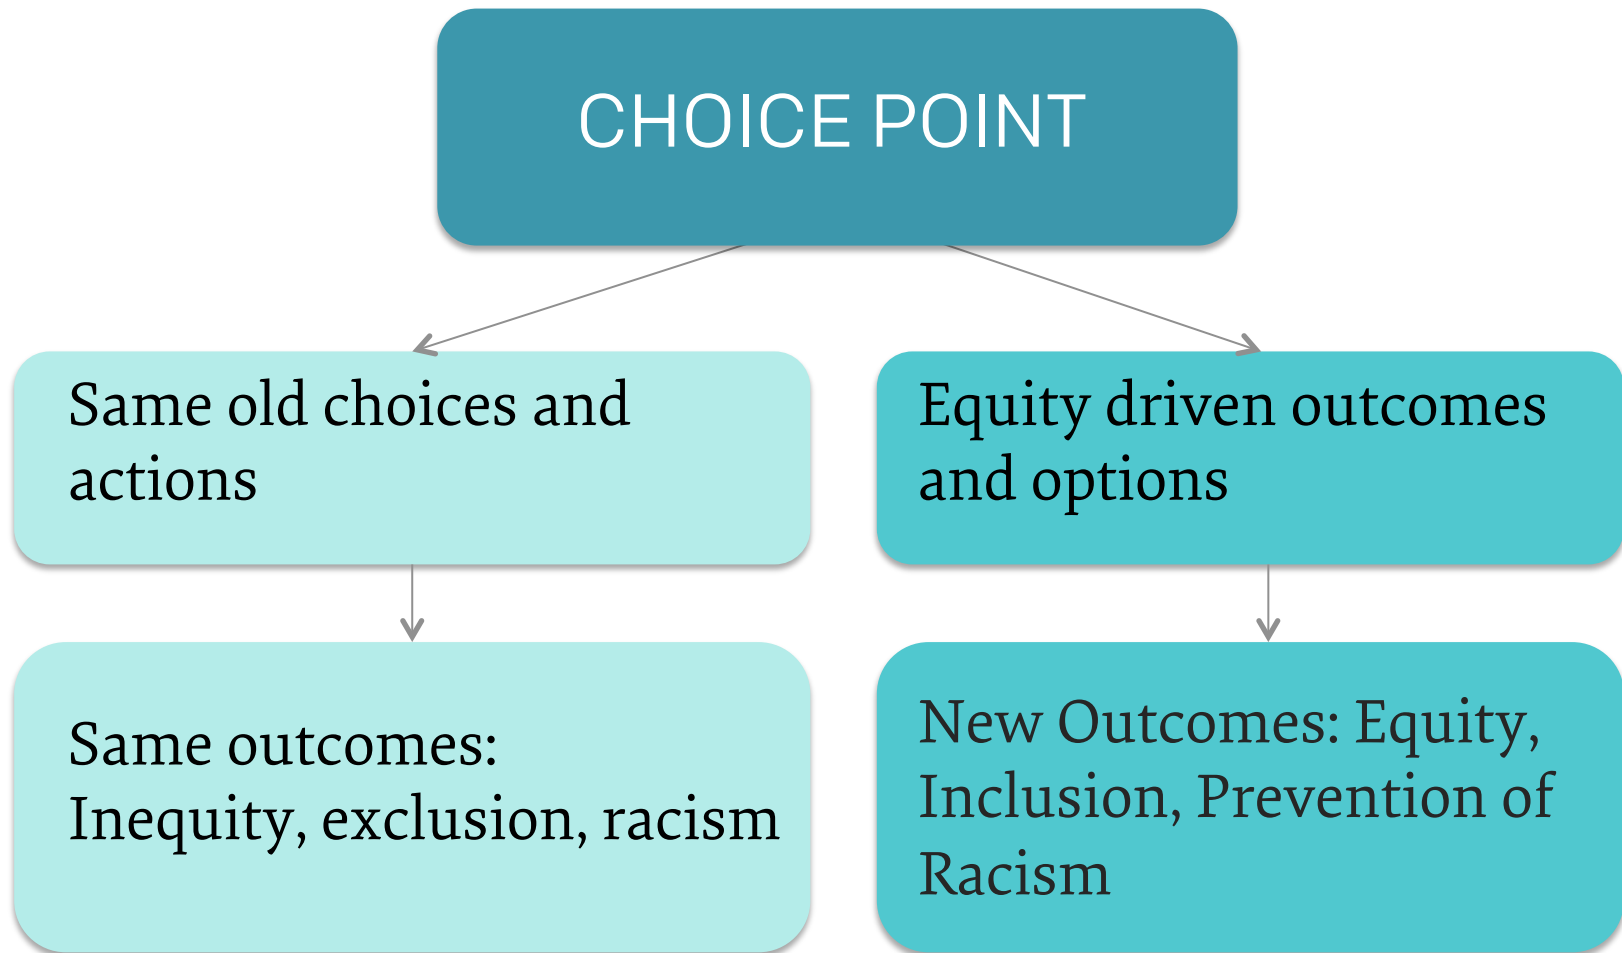 CHOICE POINT
Same old choices and
actions
Equity driven outcomes
and options
Same outcomes:
Inequity, exclusion, racism
New Outcomes: Equity,
Inclusion, Prevention of
Racism